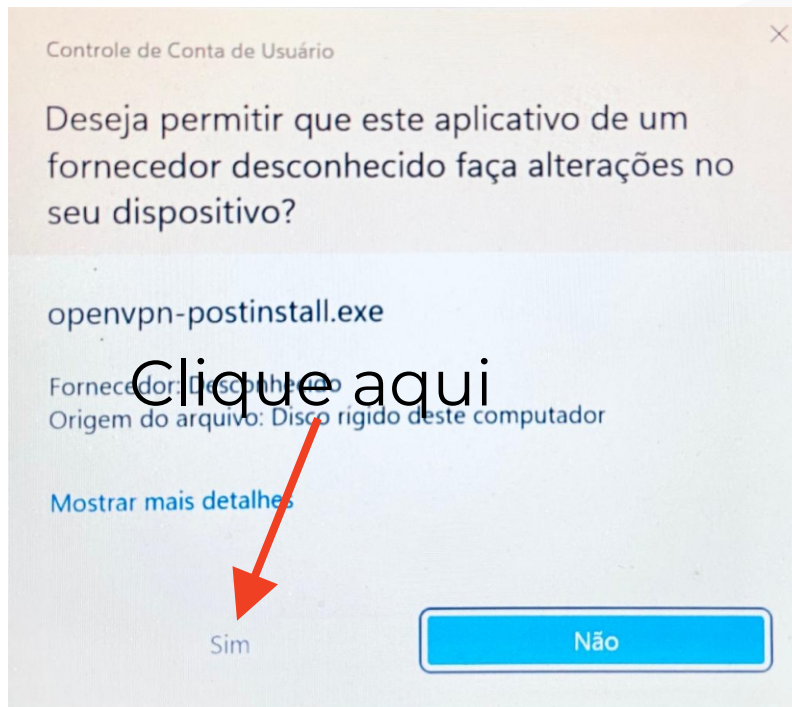 Controle de Conta de Usuário
Deseja permitir que este aplicativo de um
fornecedor desconhecido faça alterações no
seu dispositivo?
openvpn-postinstall.exe
Clique aqui
Fornecedor: Desconhecido
Origem do arquivo: Disco rígido deste computador
Mostrar mais detalhes
Sim
Não